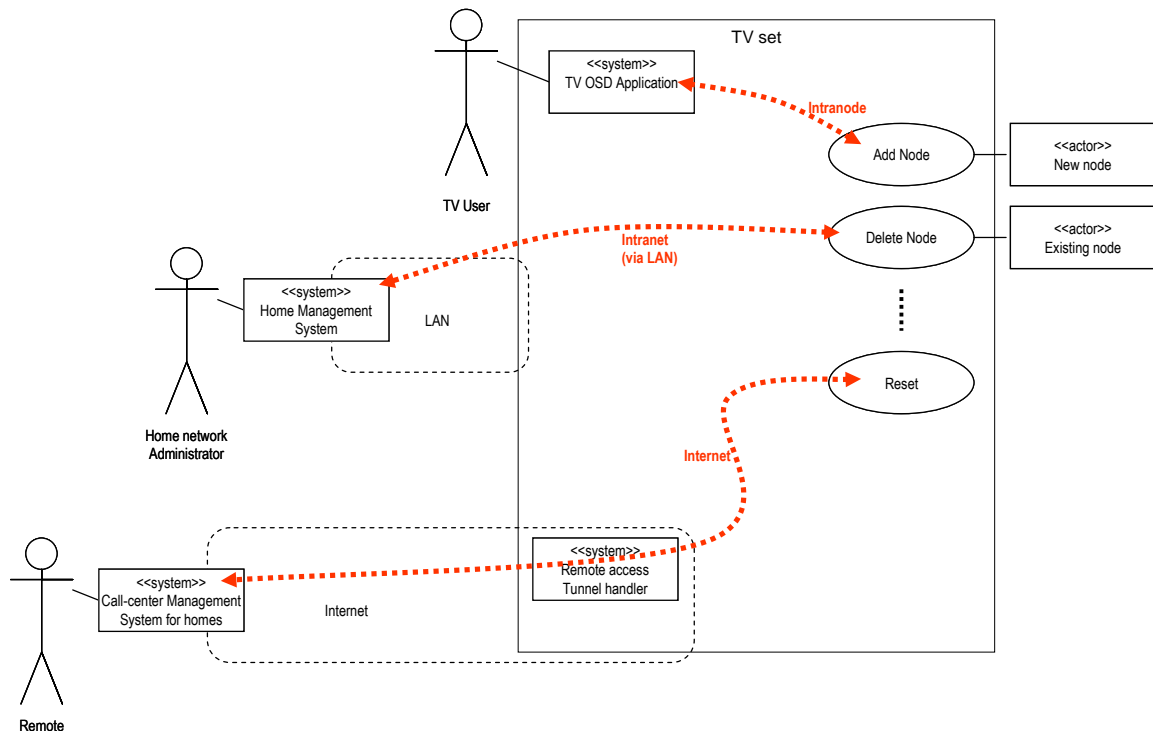 TV set
<<system>>
TV OSD Application
Intranode
Add Node
<<actor>>
New node
TV User
Intranet
(via LAN)
Delete Node
<<actor>>
Existing node
<<system>>
Home Management
System
LAN
Reset
Home network
Administrator
Internet
<<system>>
Remote access
Tunnel handler
<<system>>
Call-center Management
System for homes
Internet
Remote